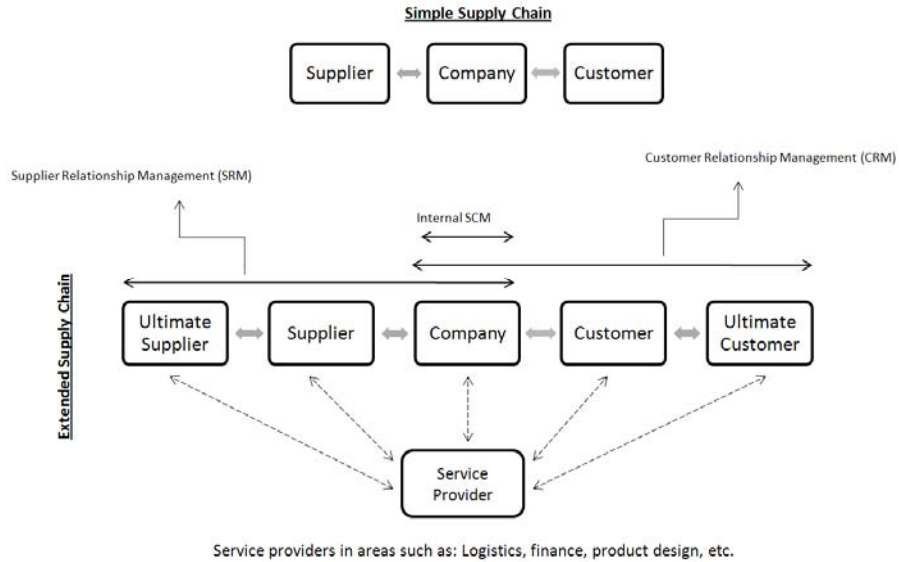 Simple Supply Chain
Supplier
Company
Customer
Customer Relationship Management (CRM)
Supplier Relationship Management (SRM)
Internal SCM
Extended Supply Chain
Ultimate
Supplier
Supplier
Company
Customer
Ultimate
Customer
Service
Provider
Service providers in areas such as: Logistics, finance, product design, etc.